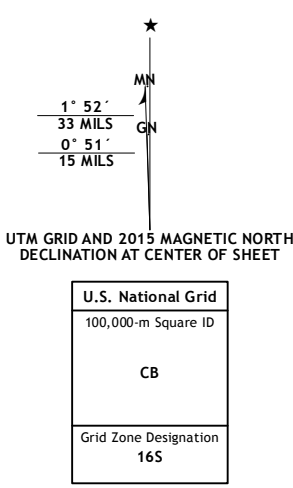 MN
1° 52´
33 MILS
GN
0° 51´
15 MILS
UTM GRID AND 2015 MAGNETIC NORTH
DECLINATION AT CENTER OF SHEET
U.S. National Grid
100,000-m Square ID
CB
Grid Zone Designation
16S